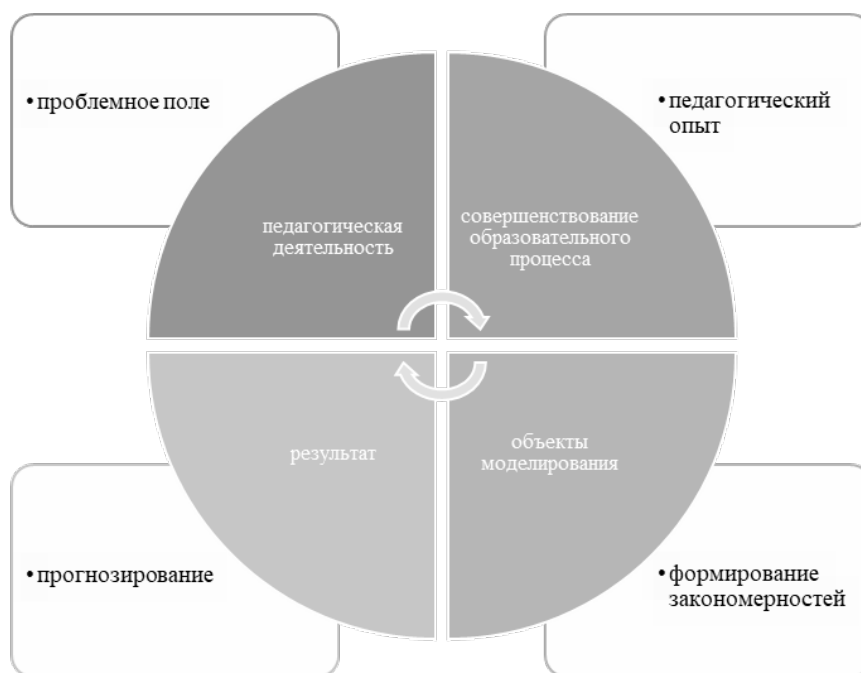 •проблемное поле
•педагогический
опыт
педагогическая
деятельность
совершенствование
образовательного
процесса
результат
объекты
моделирования
•прогнозирование
•формирование
закономерностей